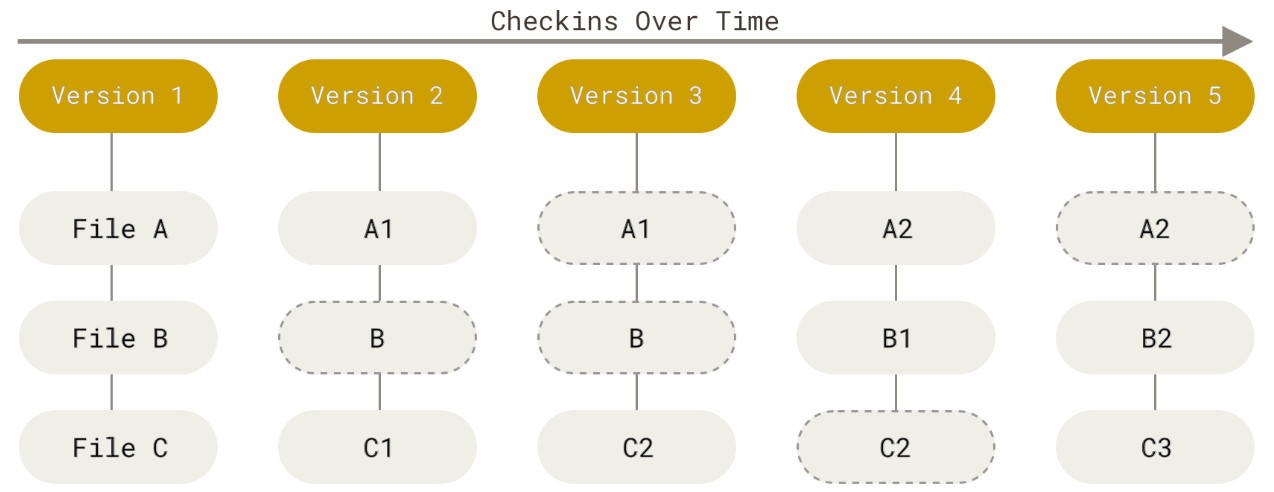 Checkins Over Time
Version 1 Version 2 Version 3 Version 4 Version 5
File A A1 A1 A2 A2
File B B B B1 B2
File C C1 C2 C2 C3